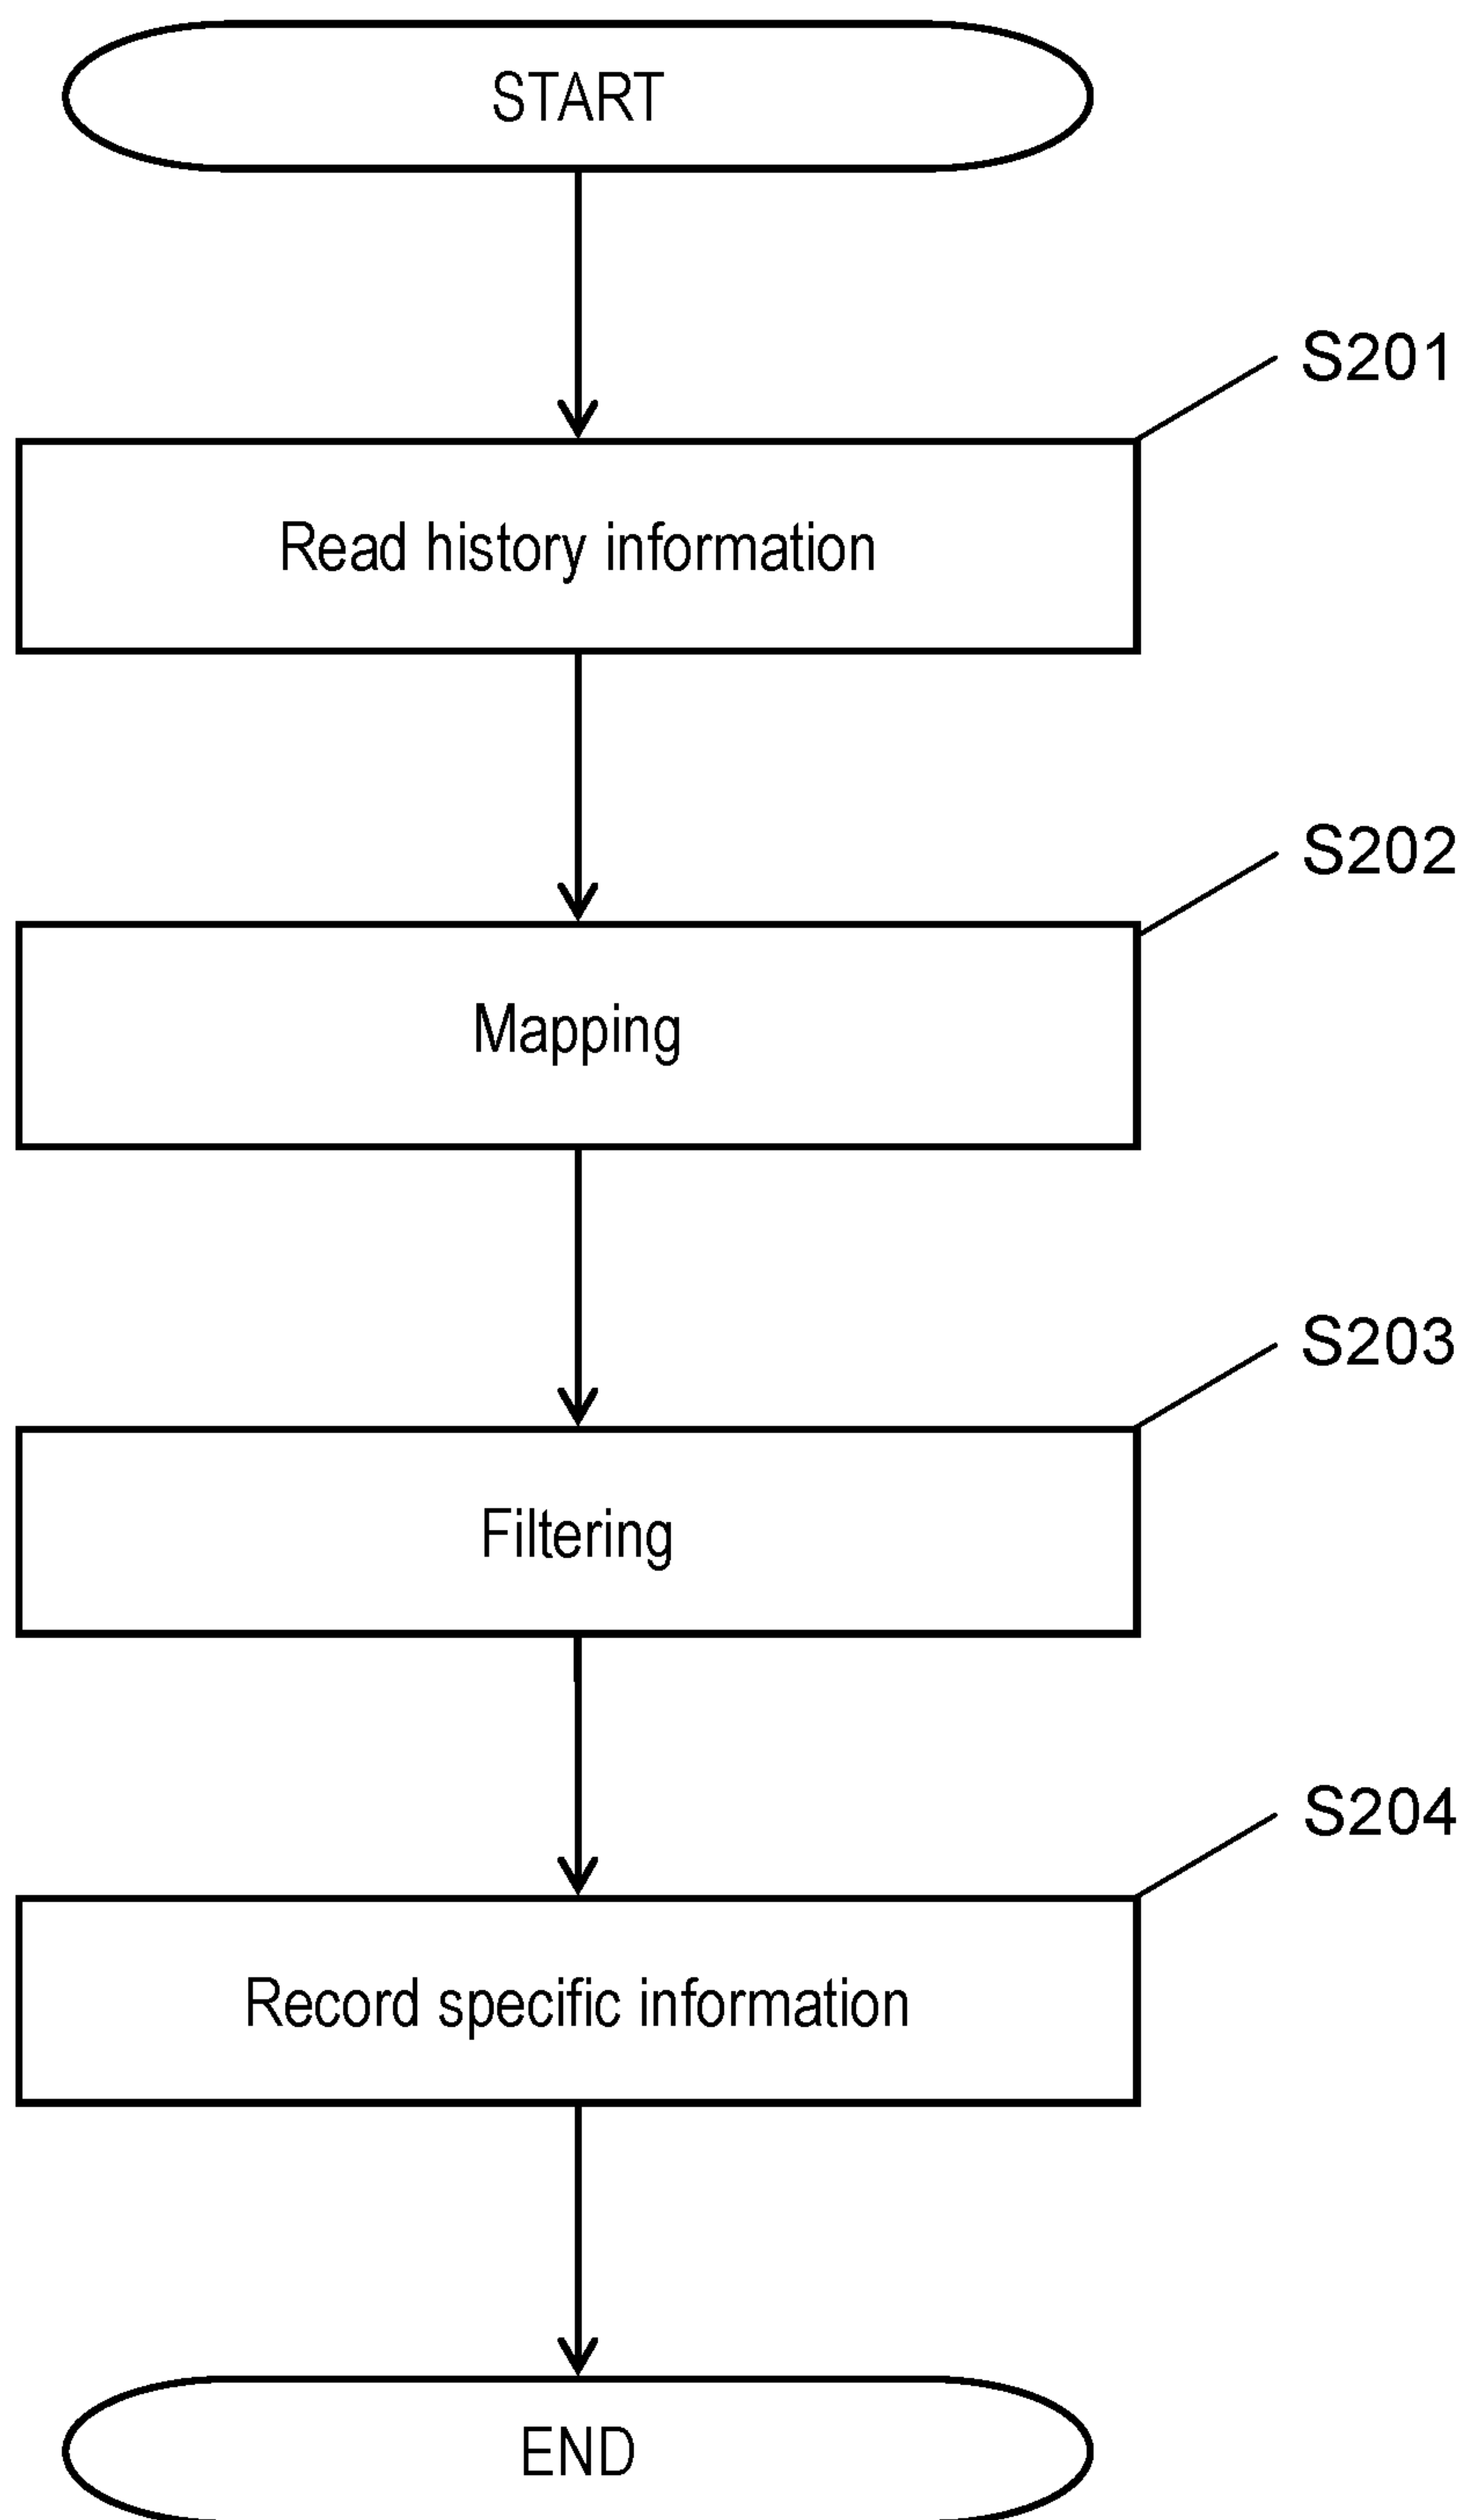 START
S201
Read history information
S202
Mapping
S203
Filtering
S204
Record specific information
END